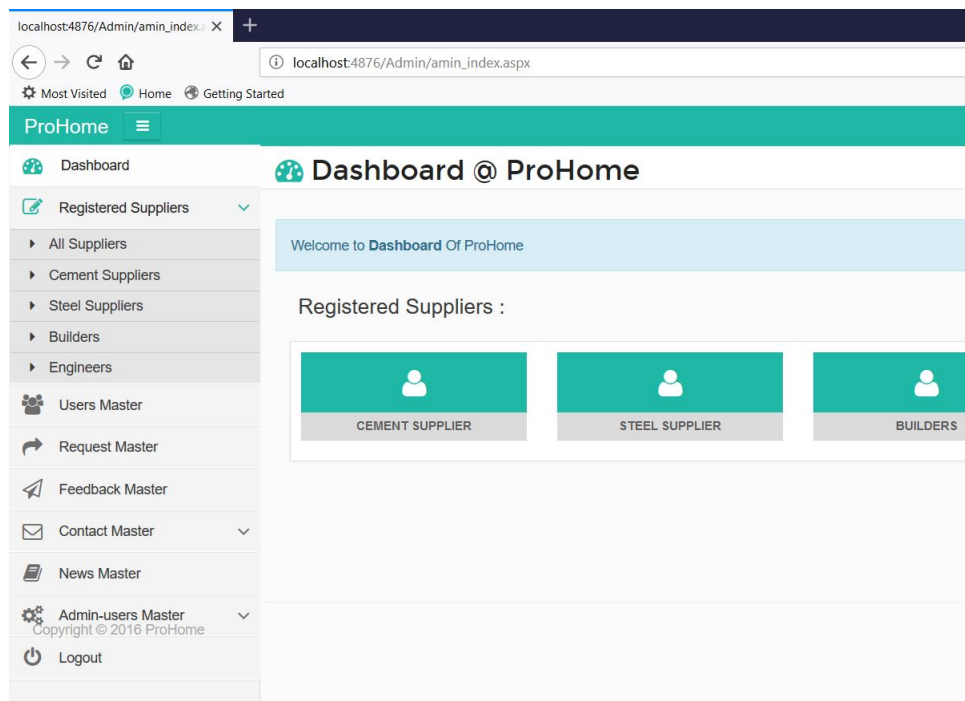 localhost:4876/Admin/amin_index.a
localhost:4876/Admin/amin_index.aspx
Most Visited Home Getting Started
ProHome
Dashboard
Registered Suppliers
All Suppliers
Cement Suppliers
Steel Suppliers
Builders
Engineers
Users Master
Request Master
Feedback Master
Contact Master
News Master
Admin-users Master
Copyright © 2016 ProHome
Logout
Dashboard @ ProHome
Welcome to Dashboard Of ProHome
Registered Suppliers :
CEMENT SUPPLIER
STEEL SUPPLIER
BUILDERS